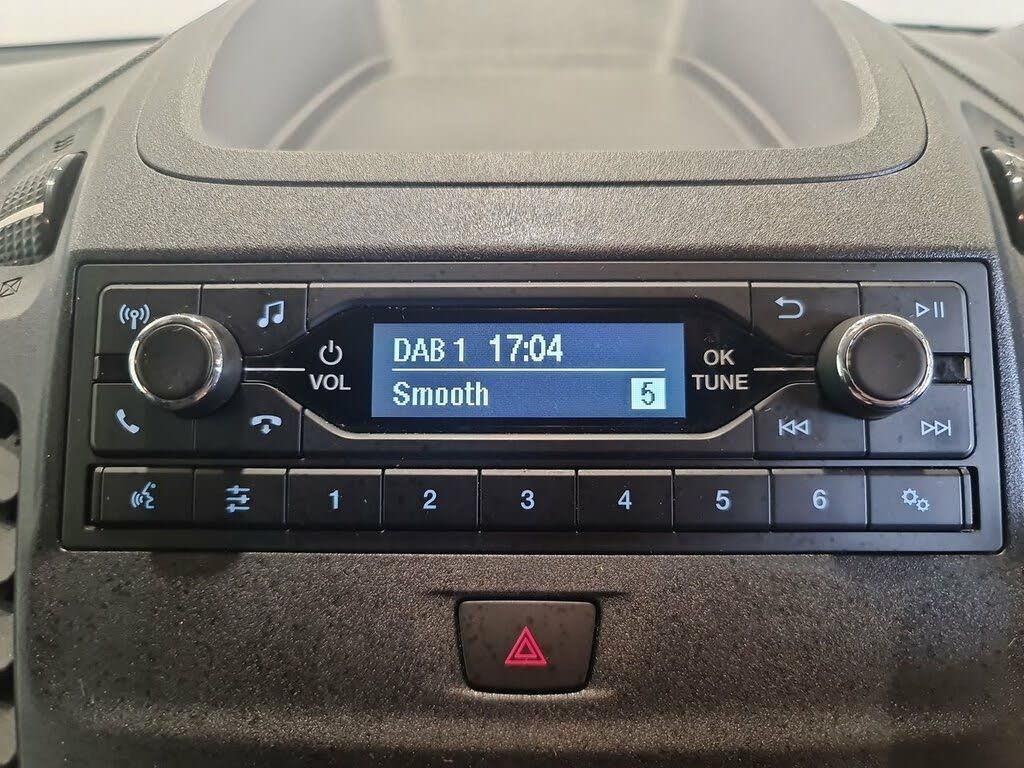 DAB 1 17:04
Smooth 5
VOL
OK
TUNE
1 2 3 4 5 6